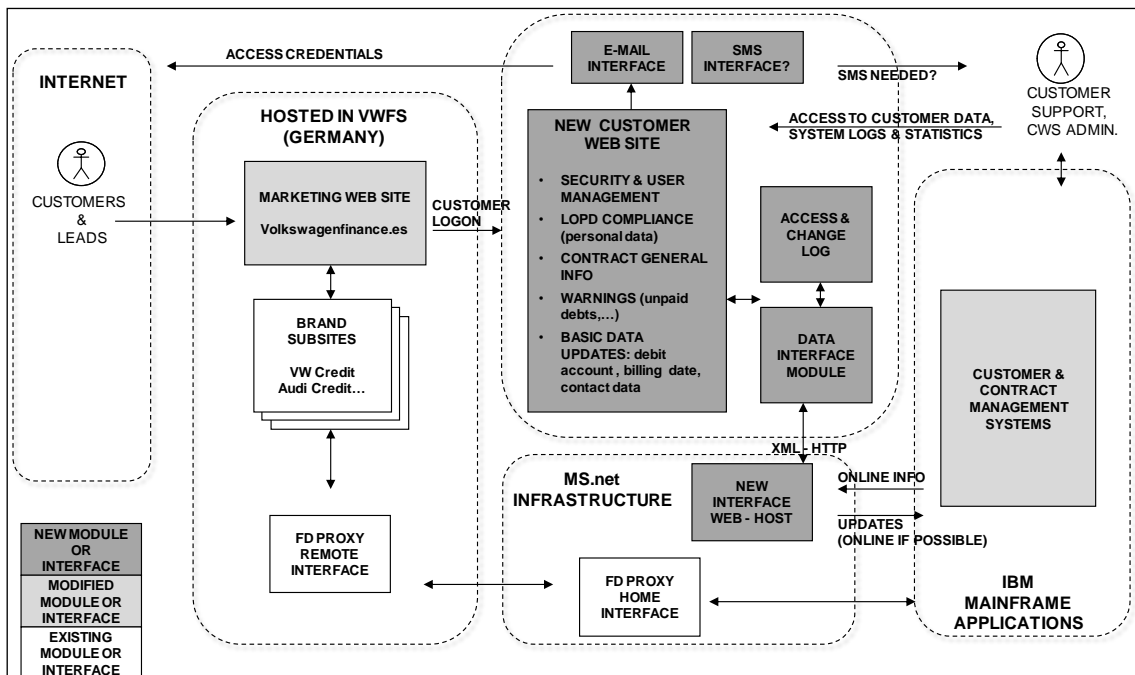 ACCESS CREDENTIALS
INTERNET
CUSTOMERS
&
LEADS
HOSTED IN VWFS
(GERMANY)
MARKETING WEB SITE
Volkswagenfinance.es
CUSTOMER
LOGON
BRAND
SUBSITES
VW Credit
Audi Credit…
FD PROXY
REMOTE
INTERFACE
E-MAIL
INTERFACE
SMS
INTERFACE?
SMS NEEDED?
NEW CUSTOMER
WEB SITE
• SECURITY & USER
MANAGEMENT
• LOPD COMPLIANCE
(personal data)
• CONTRACT GENERAL
INFO
• WARNINGS (unpaid
debts,…)
• BASIC DATA
UPDATES: debit
account , billing date,
contact data
ACCESS TO CUSTOMER DATA,
SYSTEM LOGS & STATISTICS
CUSTOMER
SUPPORT,
CWS ADMIN.
ACCESS &
CHANGE
LOG
DATA
INTERFACE
MODULE
XML - HTTP
MS.net
INFRASTRUCTURE
NEW
INTERFACE
WEB - HOST
ONLINE INFO
UPDATES
(ONLINE IF POSSIBLE)
FD PROXY
HOME
INTERFACE
CUSTOMER &
CONTRACT
MANAGEMENT
SYSTEMS
IBM
MAINFRAME
APPLICATIONS
NEW MODULE
OR
INTERFACE
MODIFIED
MODULE OR
INTERFACE
EXISTING
MODULE OR
INTERFACE